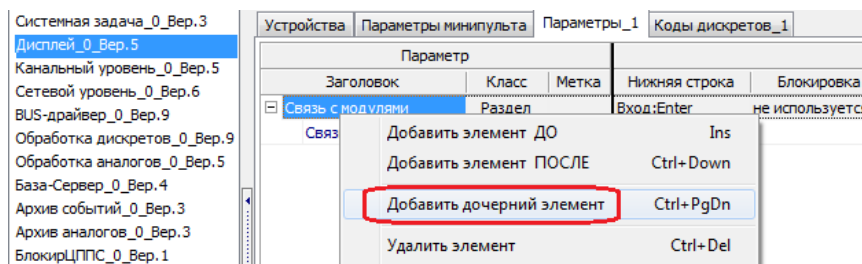 Системная задача_0_Вер.3
Дисплей_0_Вер.5
Канальный уровень_0_Вер.5
Сетевой уровень_0_Вер.6
BUS-драйвер_0_Вер.9
Обработка дискретов_0_Вер.9
Обработка аналогов_0_Вер.5
База-Сервер_0_Вер.4
Архив событий_0_Вер.3
Архив аналогов_0_Вер.3
БлокирЦППС_0_Вер.1
Устройства Параметры минипульта Параметры_1 Коды дискретов_1
Параметр
Заголовок Класс Метка Нижняя строка Блокировка
Связь с модулями Раздел Вход:Enter не используется
Связ
Добавить элемент ДО Ins
Добавить элемент ПОСЛЕ Ctrl+Down
Добавить дочерний элемент Ctrl+PgDn
Удалить элемент Ctrl+Del